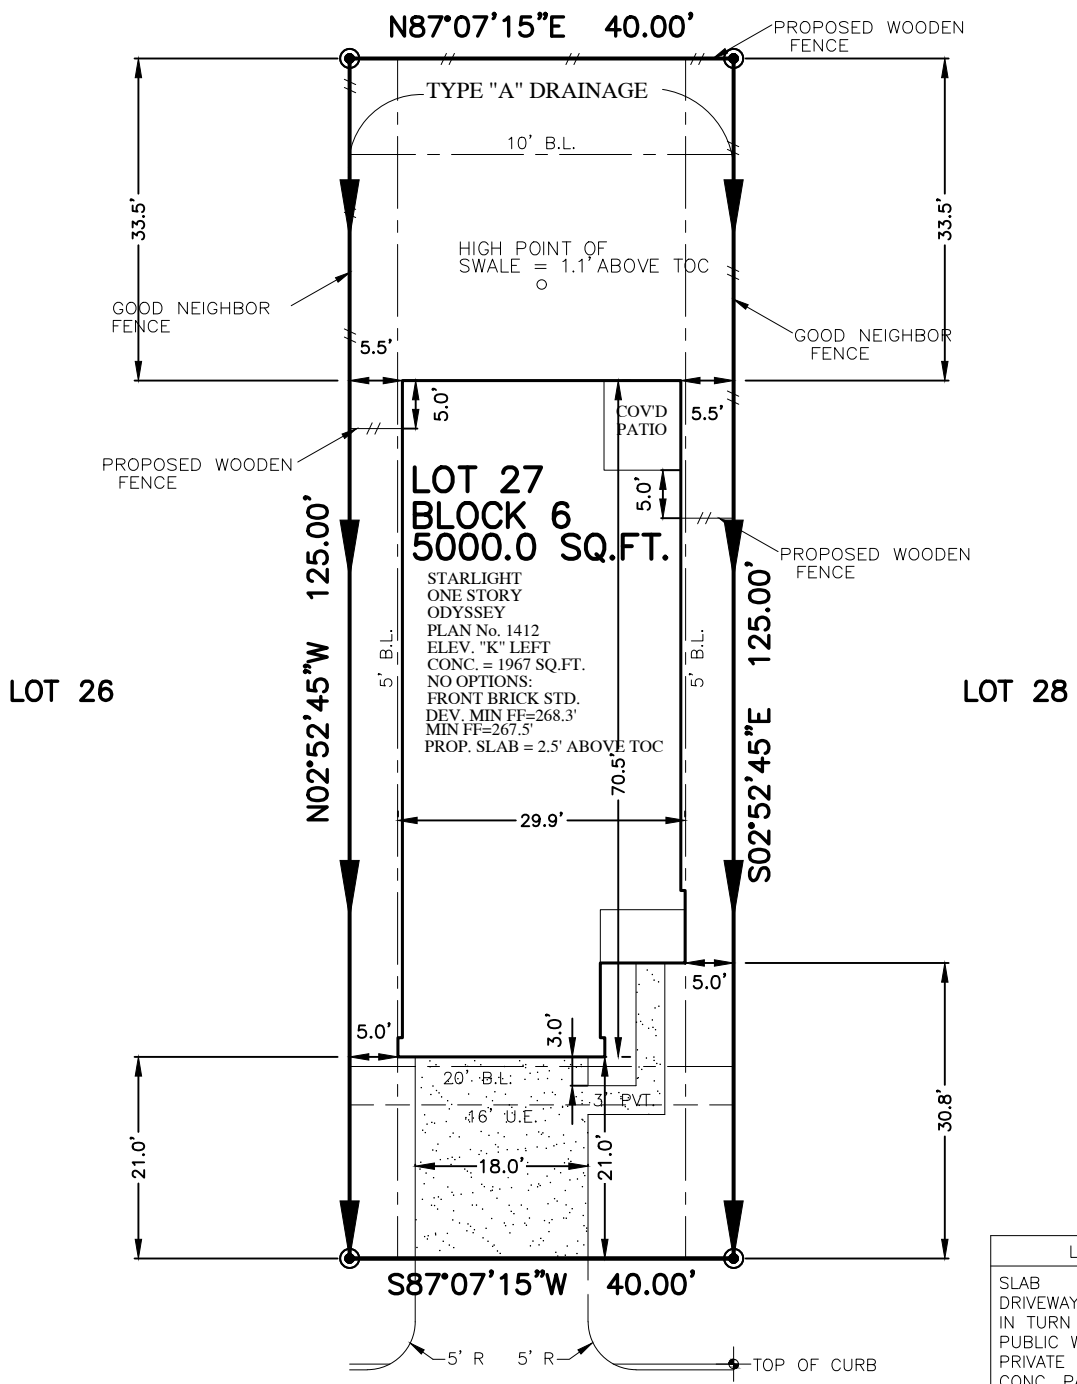 N87°07'15"E 40.00'
PROPOSED WOODEN
FENCE
TYPE "A" DRAINAGE
10' B.L.
33.5'
33.5'
HIGH POINT OF
SWALE = 1.1' ABOVE TOC
GOOD NEIGHBOR
FENCE
GOOD NEIGHBOR
FENCE
5.5'
5.0'
COV'D
PATIO
5.5'
PROPOSED WOODEN
FENCE
LOT 27
BLOCK 6
5000.0 SQ.FT.
5.0'
PROPOSED WOODEN
FENCE
STARLIGHT
ONE STORY
ODYSSEY
PLAN No. 1412
ELEV. "K" LEFT
CONC. = 1967 SQ.FT.
NO OPTIONS:
FRONT BRICK STD.
DEV. MIN FF=268.3'
MIN FF=267.5'
PROP. SLAB = 2.5' ABOVE TOC
N02°52'45"W 125.00'
5' B.L.
5' B.L.
S02°52'45"E 125.00'
LOT 26
LOT 28
70.5'
29.9'
5.0'
5.0'
3.0'
20' B.L.
3' PVT.
16' U.E.
21.0'
18.0'
21.0'
30.8'
S87°07'15"W 40.00'
5' R
5' R
TOP OF CURB
L
SLAB
DRIVEWAY
IN TURN
PUBLIC W
PRIVATE
CONC. PA